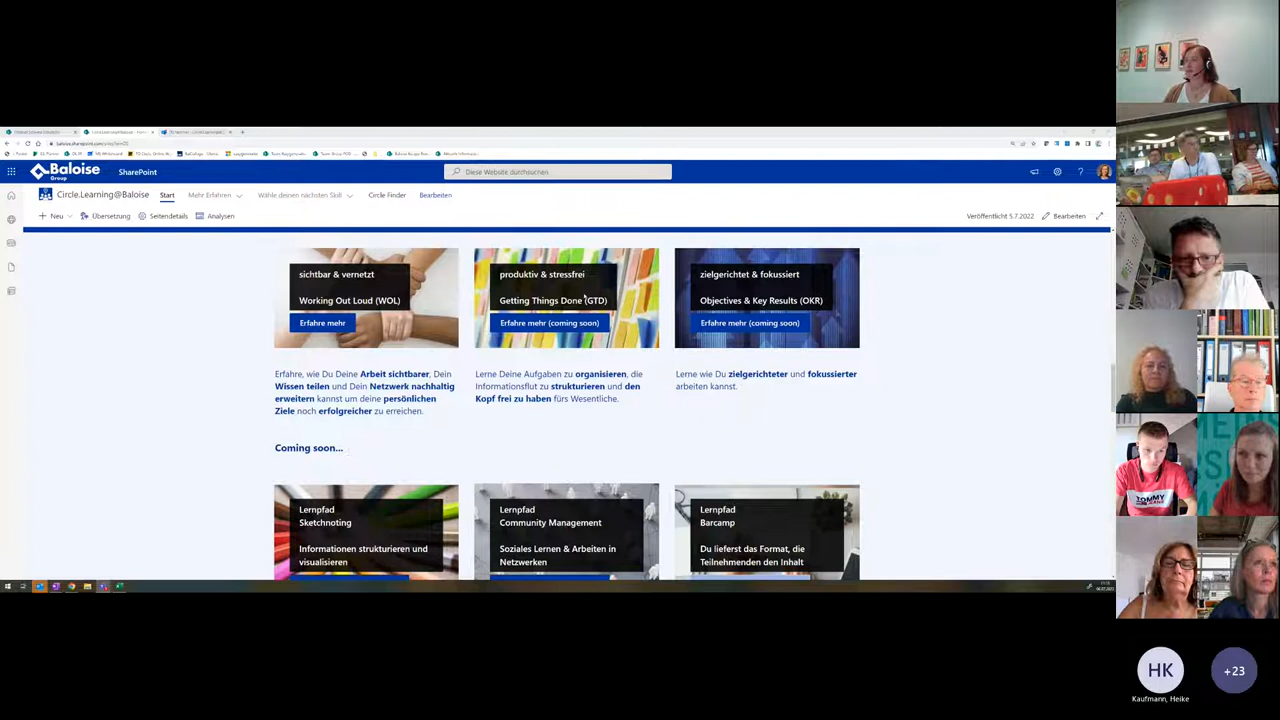 Baloise
Group
SharePoint
Diese Website durchsuchen
Circle.Learning@Baloise
Start
Mehr Erfahren
Wähle deinen nächsten Skill
Circle Finder
Bearbeiten
Neu
Übersetzung
Seitendetails
Analysen
Veröffentlicht 5.7.2022
Bearbeiten
sichtbar & vernetzt
Working Out Loud (WOL)
Erfahre mehr
produktiv & stressfrei
Getting Things Done (GTD)
Erfahre mehr (coming soon)
zielgerichtet & fokussiert
Objectives & Key Results (OKR)
Erfahre mehr (coming soon)
Erfahre, wie Du Deine Arbeit sichtbarer, Dein
Wissen teilen und Dein Netzwerk nachhaltig
erweitern kannst um deine persönlichen
Ziele noch erfolgreicher zu erreichen.
Lerne Deine Aufgaben zu organisieren, die
Informationsflut zu strukturieren und den
Kopf frei zu haben fürs Wesentliche.
Lerne wie Du zielgerichteter und fokussierter
arbeiten kannst.
Coming soon...
Lernpfad
Sketchnoting
Informationen strukturieren und
visualisieren
Lernpfad
Community Management
Soziales Lernen & Arbeiten in
Netzwerken
Lernpfad
Barcamp
Du lieferst das Format, die
Teilnehmenden den Inhalt
TOMMY
HK
+23
Kaufmann, Heike